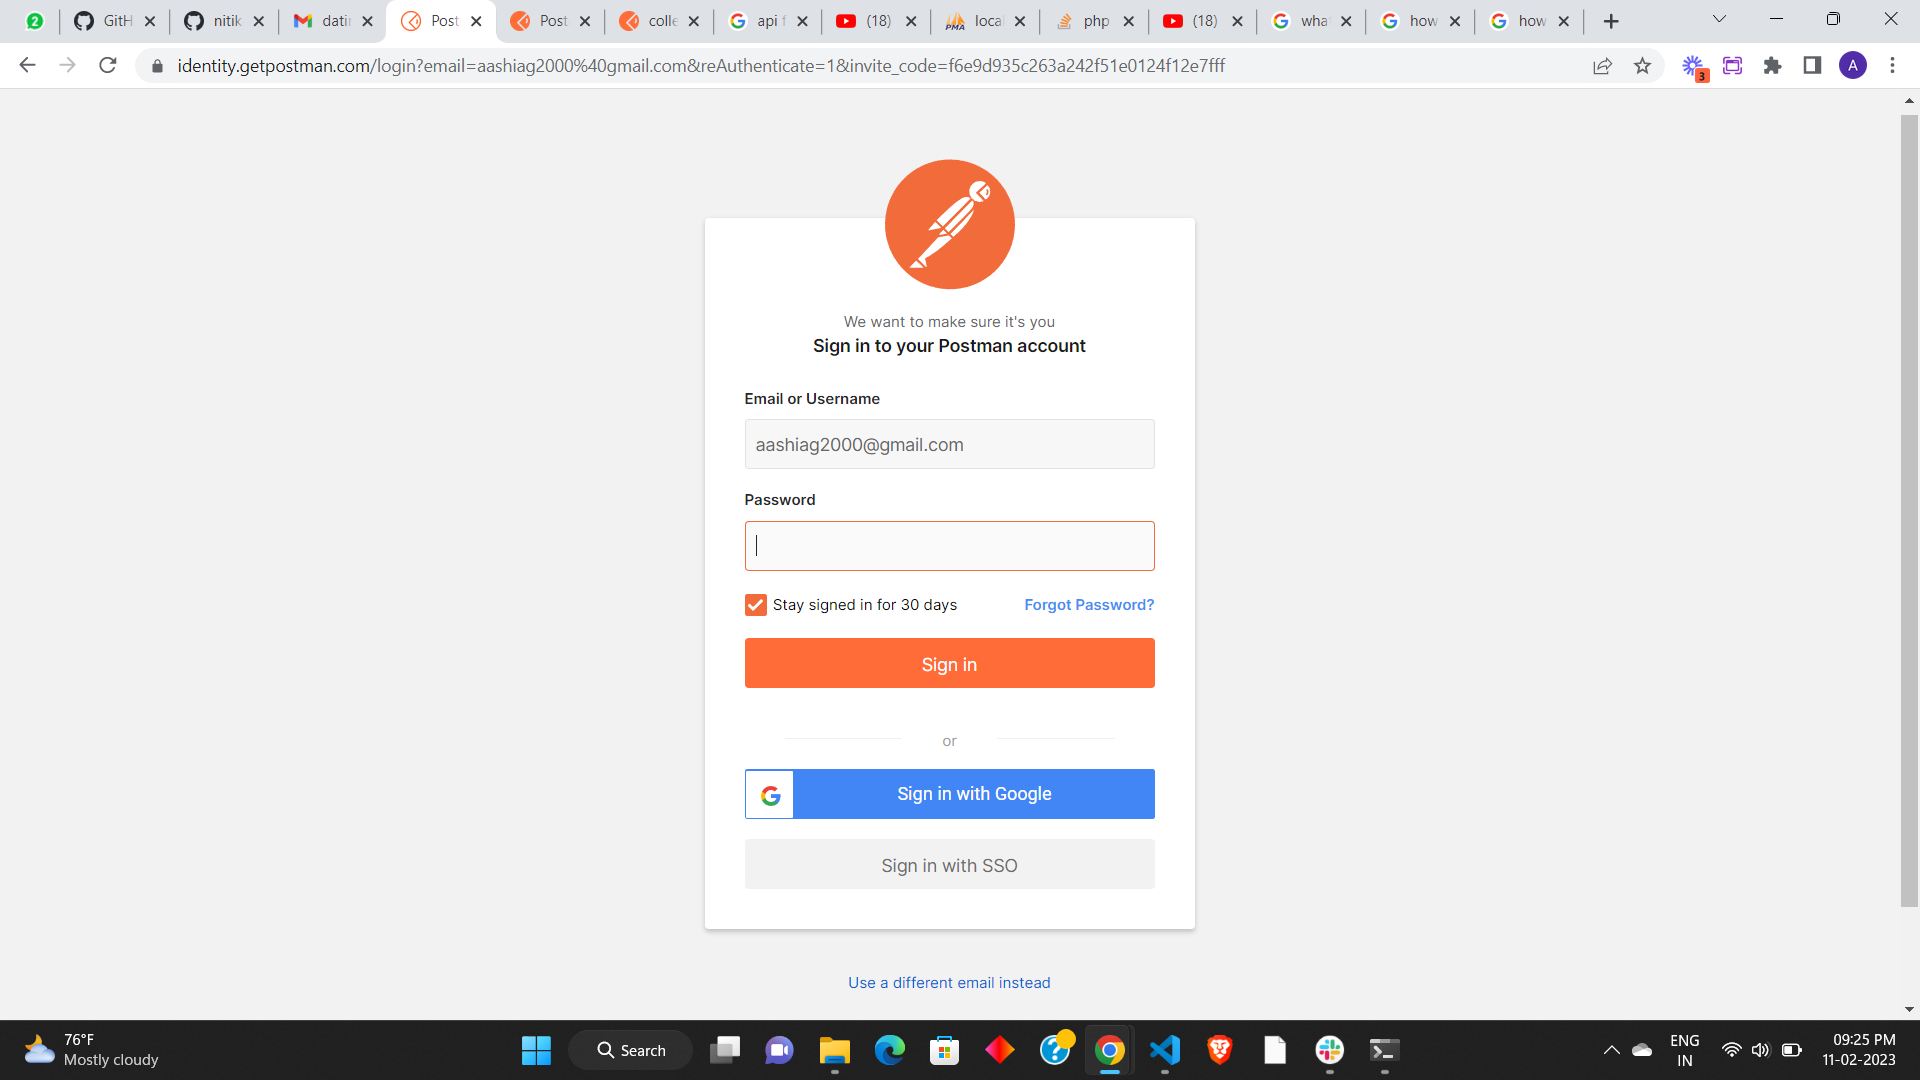 GitH
nitik
datin
Post
Post
colle
api f
(18)
local
php
(18)
what
how
how
identity.getpostman.com/login?email=aashiag2000%40gmail.com&reAuthenticate=1&invite_code=f6e9d935c263a242f51e0124f12e7fff
3
A
We want to make sure it's you
Sign in to your Postman account
Email or Username
aashiag2000@gmail.com
Password
Stay signed in for 30 days
Forgot Password?
Sign in
or
Sign in with Google
Sign in with SSO
Use a different email instead
76°F
Mostly cloudy
Search
ENG
IN
09:25 PM
11-02-2023